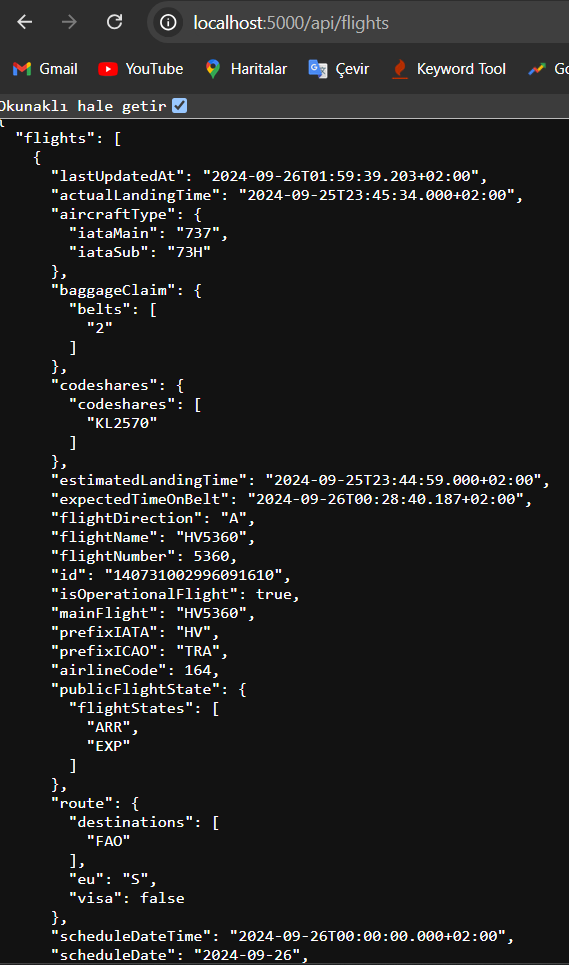 localhost:5000/api/flights
Gmail YouTube Haritalar Çevir Keyword Tool Go
Okunaklı hale getir
{
"flights": [
{
"lastUpdatedAt": "2024-09-26T01:59:39.203+02:00",
"actualLandingTime": "2024-09-25T23:45:34.000+02:00",
"aircraftType": {
"iataMain": "737",
"iataSub": "73H"
},
"baggageClaim": {
"belts": [
"2"
]
},
"codeshares": {
"codeshares": [
"KL2570"
]
},
"estimatedLandingTime": "2024-09-25T23:44:59.000+02:00",
"expectedTimeOnBelt": "2024-09-26T00:28:40.187+02:00",
"flightDirection": "A",
"flightName": "HV5360",
"flightNumber": 5360,
"id": "140731002996091610",
"isOperationalFlight": true,
"mainFlight": "HV5360",
"prefixIATA": "HV",
"prefixICAO": "TRA",
"airlineCode": 164,
"publicFlightState": {
"flightStates": [
"ARR",
"EXP"
]
},
"route": {
"destinations": [
"FAO"
],
"eu": "S",
"visa": false
},
"scheduleDateTime": "2024-09-26T00:00:00.000+02:00",
"scheduleDate": "2024-09-26",